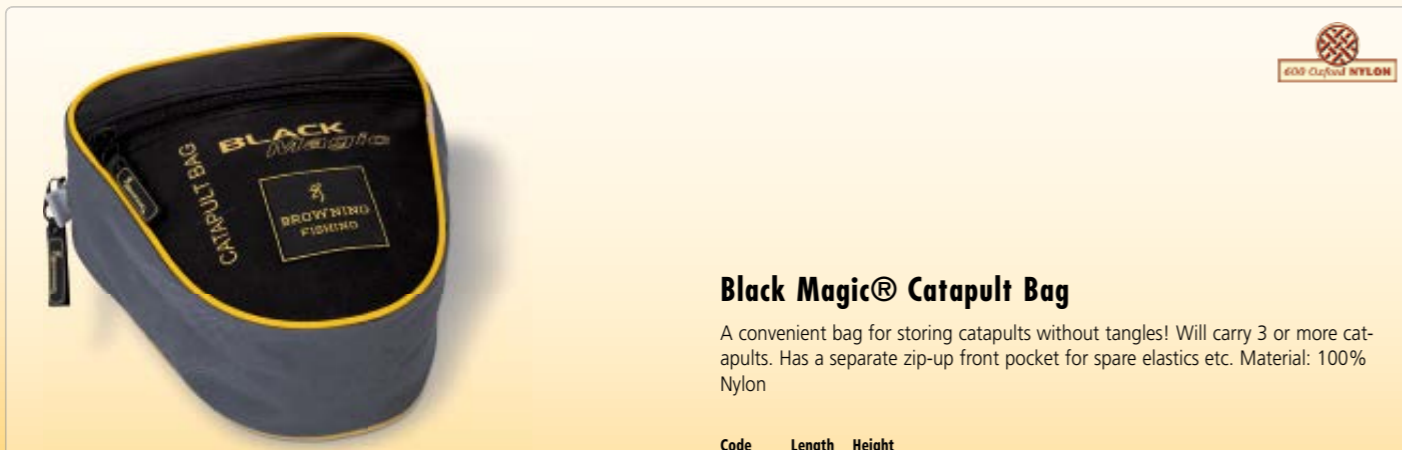 600 Oxford NYLON
BLACK
Magic
CATAPULT BAG
BROWNING
FISHING
Black Magic® Catapult Bag
A convenient bag for storing catapults without tangles! Will carry 3 or more cat-
apults. Has a separate zip-up front pocket for spare elastics etc. Material: 100%
Nylon
Code Length Height